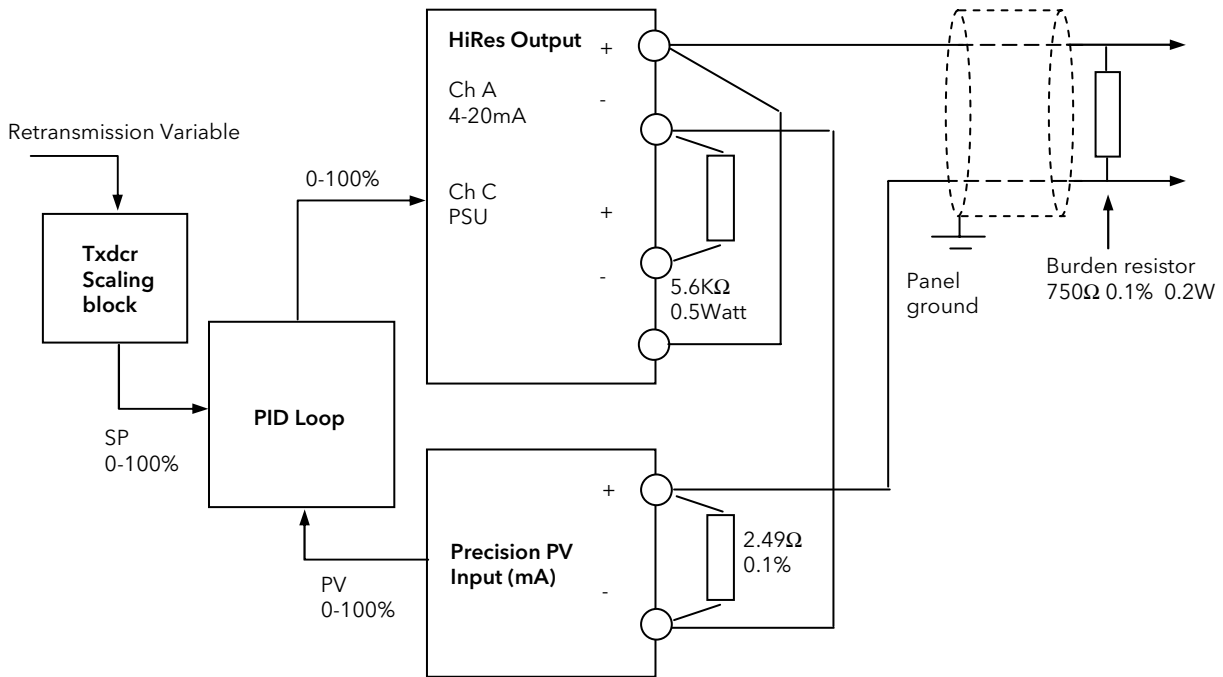 HiRes Output
+
Ch A
-
4-20mA
Retransmission Variable
0-100%
Ch C
+
PSU
Txdcr
Scaling
block
-
5.6KΩ
0.5Watt
Panel
ground
Burden resistor
750Ω 0.1% 0.2W
PID Loop
SP
0-100%
+
2.49Ω
0.1%
Precision PV
Input (mA)
-
PV
0-100%